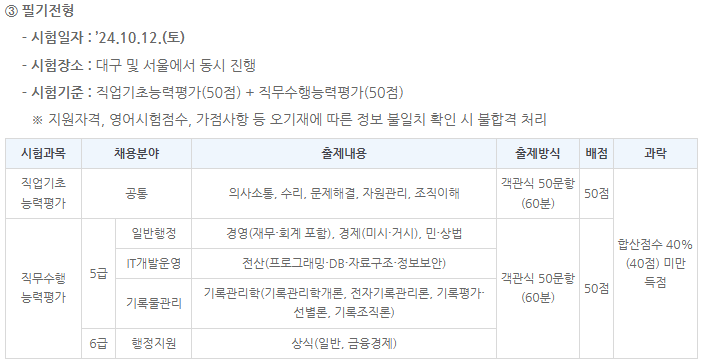 ③ 필기전형
- 시험일자 : ’24.10.12.(토)
- 시험장소 : 대구 및 서울에서 동시 진행
- 시험기준 : 직업기초능력평가(50점) + 직무수행능력평가(50점)
※ 지원자격, 영어시험점수, 가점사항 등 오기재에 따른 정보 불일치 확인 시 불합격 처리
시험과목 채용분야 출제내용 출제방식 배점 과락
직업기초
능력평가
공통
의사소통, 수리, 문제해결, 자원관리, 조직이해
객관식 50문항
(60분)
50점
합산점수 40%
(40점) 미만
득점
직무수행
능력평가
5급
일반행정
경영(재무·회계 포함), 경제(미시·거시), 민·상법
IT개발운영
전산(프로그래밍·DB·자료구조·정보보안)
기록물관리
기록관리학(기록관리학개론, 전자기록관리론, 기록평가·
선별론, 기록조직론)
객관식 50문항
(60분)
50점
6급
행정지원
상식(일반, 금융경제)